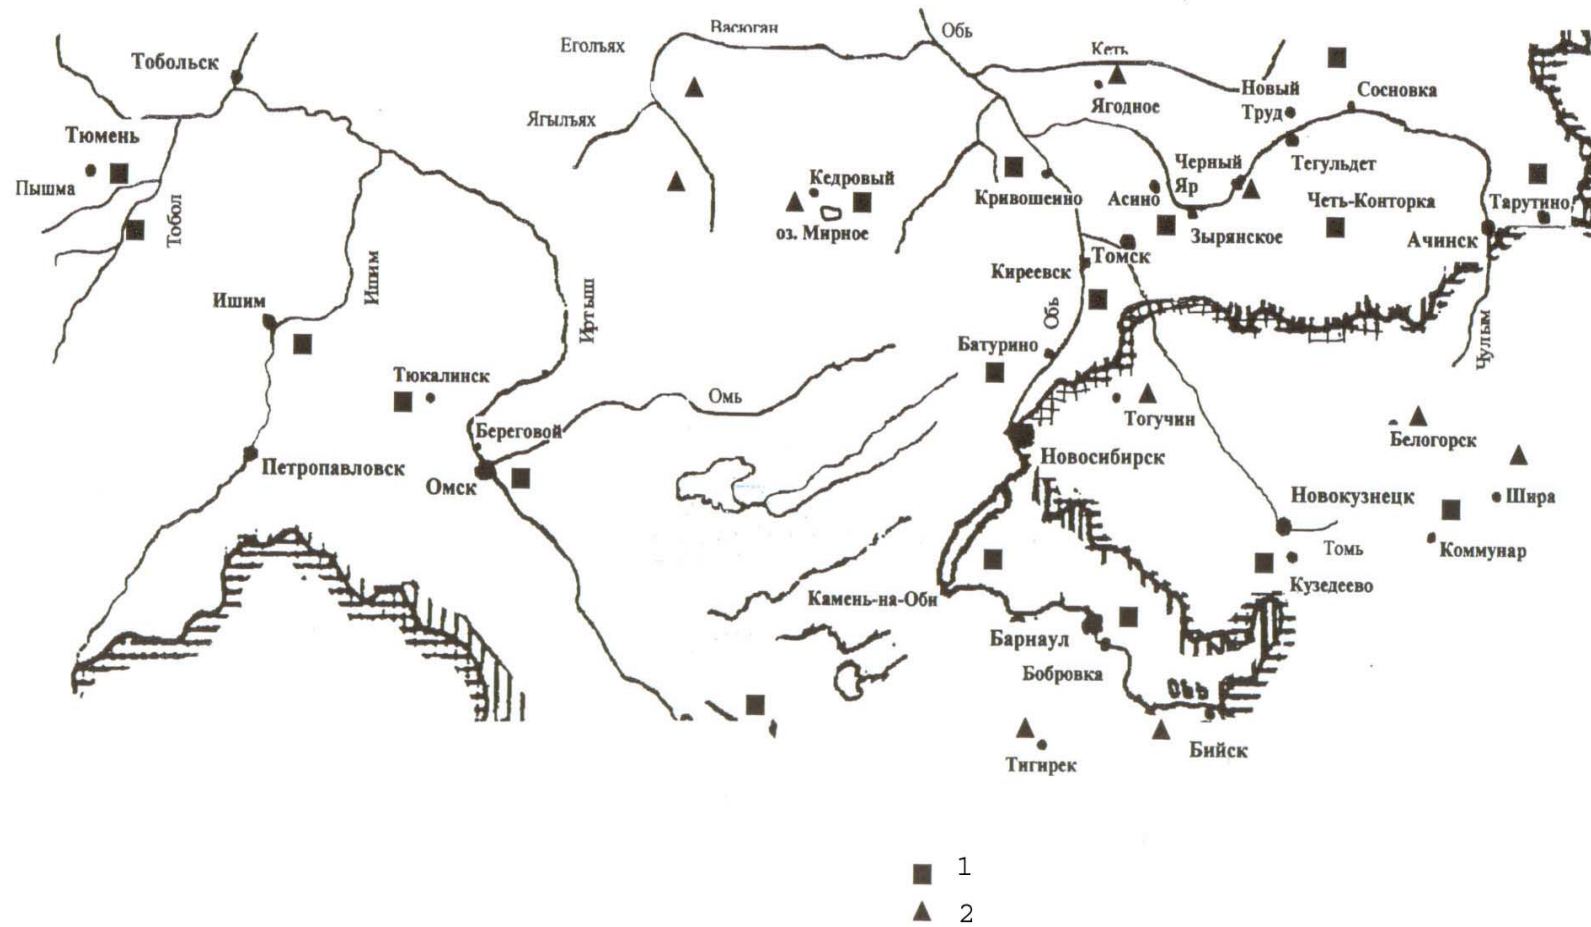 Тобольск
Тюмень
Пышма
Тобол
Ишим
Ишим
Тюкалинск
Иртыш
Береговой
Петропавловск
Омск
Омь
Еголъях
Васюган
Обь
Ягылъях
Кедровый
оз. Мирное
Кеть
Ягодное
Новый
Труд
Сосновка
Черный
Яр
Тегульдет
Кривошеино
Асино
Зырянское
Четь-Конторка
Тарутино
Ачинск
Томск
Киреевск
Обь
Батурино
Чулым
Тогучин
Белогорск
Новосибирск
Новокузнецк
Шира
Томь
Коммунар
Кузедеево
Камень-на-Оби
Барнаул
Бобровка
Обь
Тигирек
Бийск
1
2